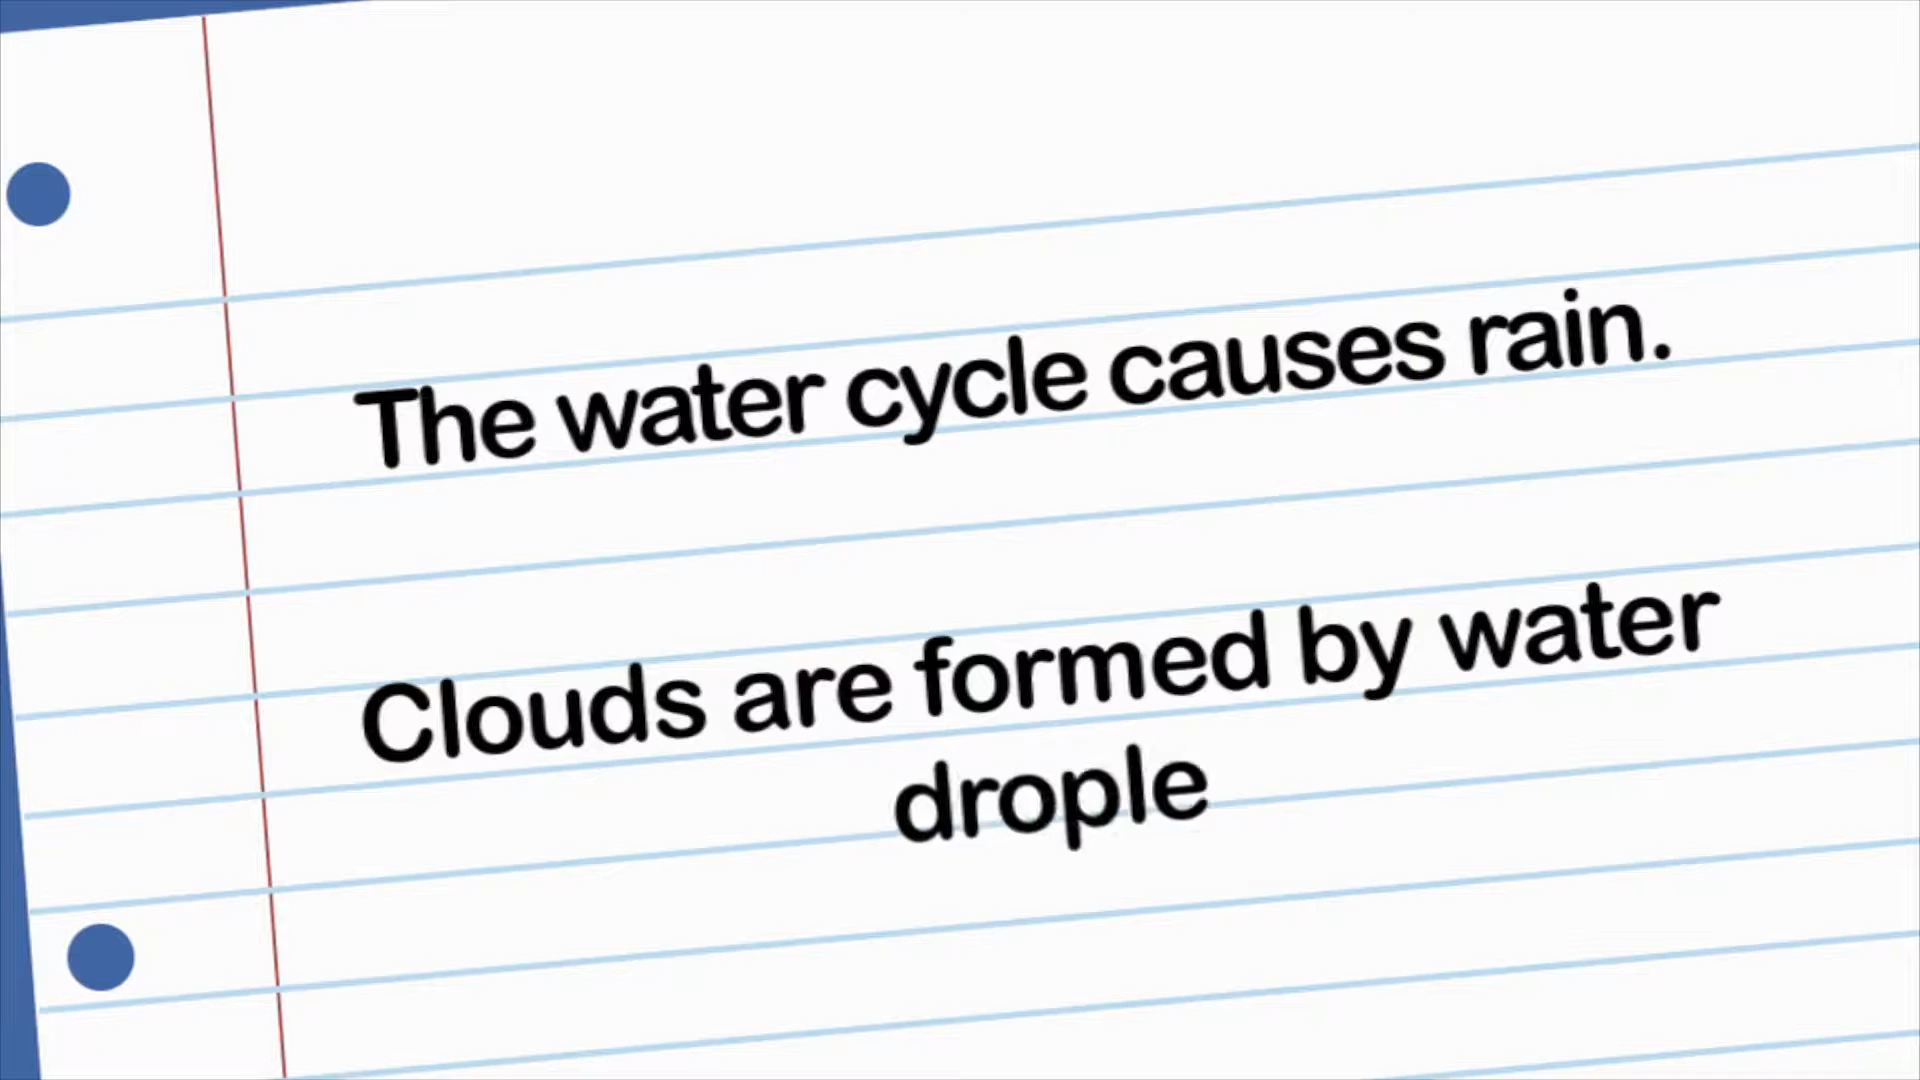 The water cycle causes rain.
Clouds are formed by water
drople